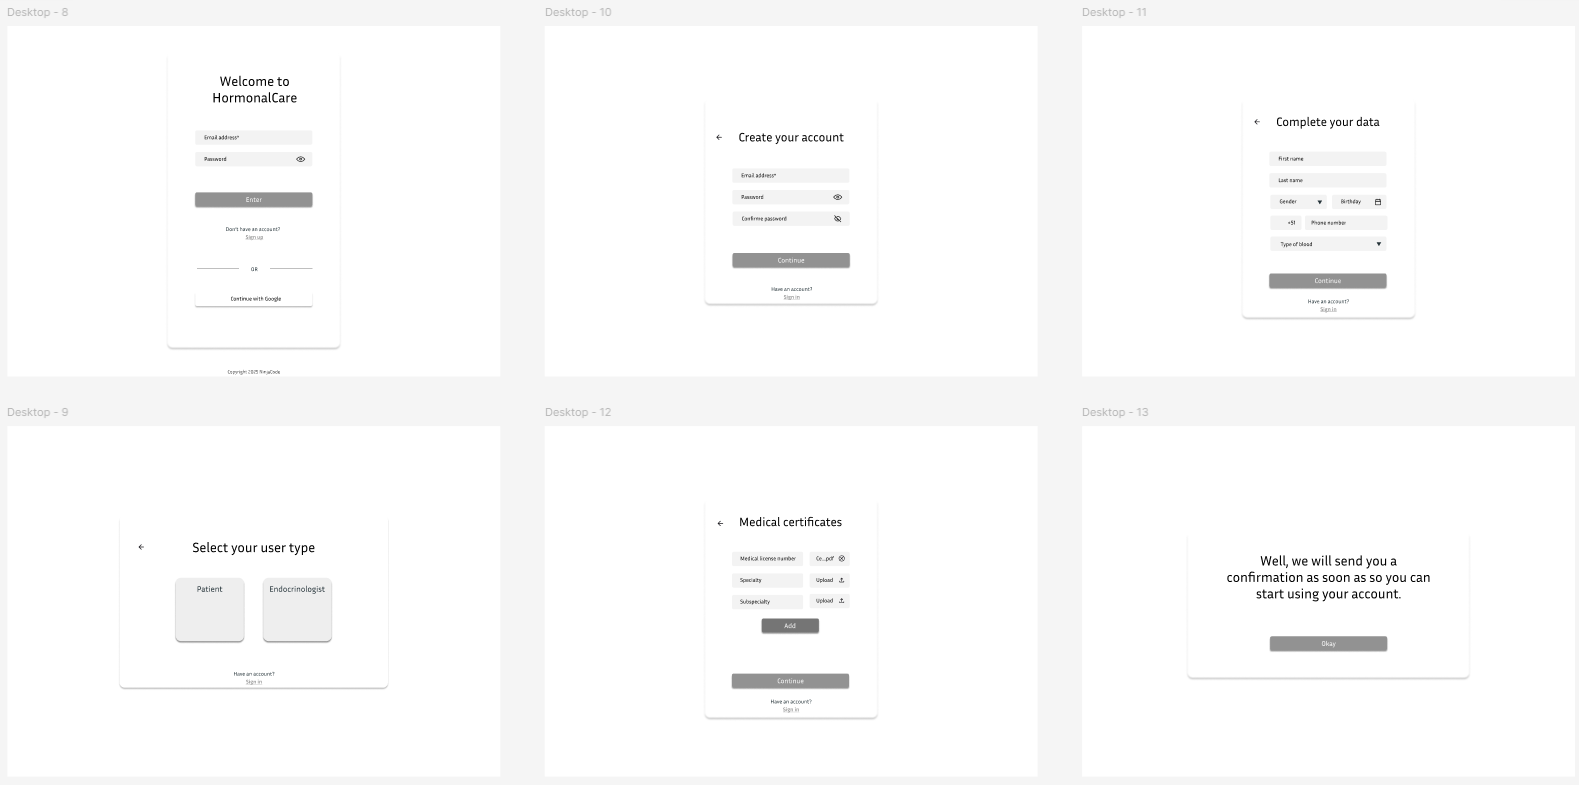 Desktop - 8
Welcome to
HormonalCare
Email address*
Password
Enter
Don't have an account?
Sign up
OR
Continue with Google
Copyright 2025 NinjaCode
Desktop - 10
Create your account
Email address*
Password
Confirme password
Continue
Have an account?
Sign in
Desktop - 11
Complete your data
First name
Last name
Gender
Birthday
+51
Phone number
Type of blood
Continue
Have an account?
Sign in
Desktop - 9
Select your user type
Patient
Endocrinologist
Have an account?
Sign in
Desktop - 12
Medical certificates
Medical license number
Ce...pdf
Specialty
Upload
Subspecialty
Upload
Add
Continue
Have an account?
Sign in
Desktop - 13
Well, we will send you a
confirmation as soon as so you can
start using your account.
Okay